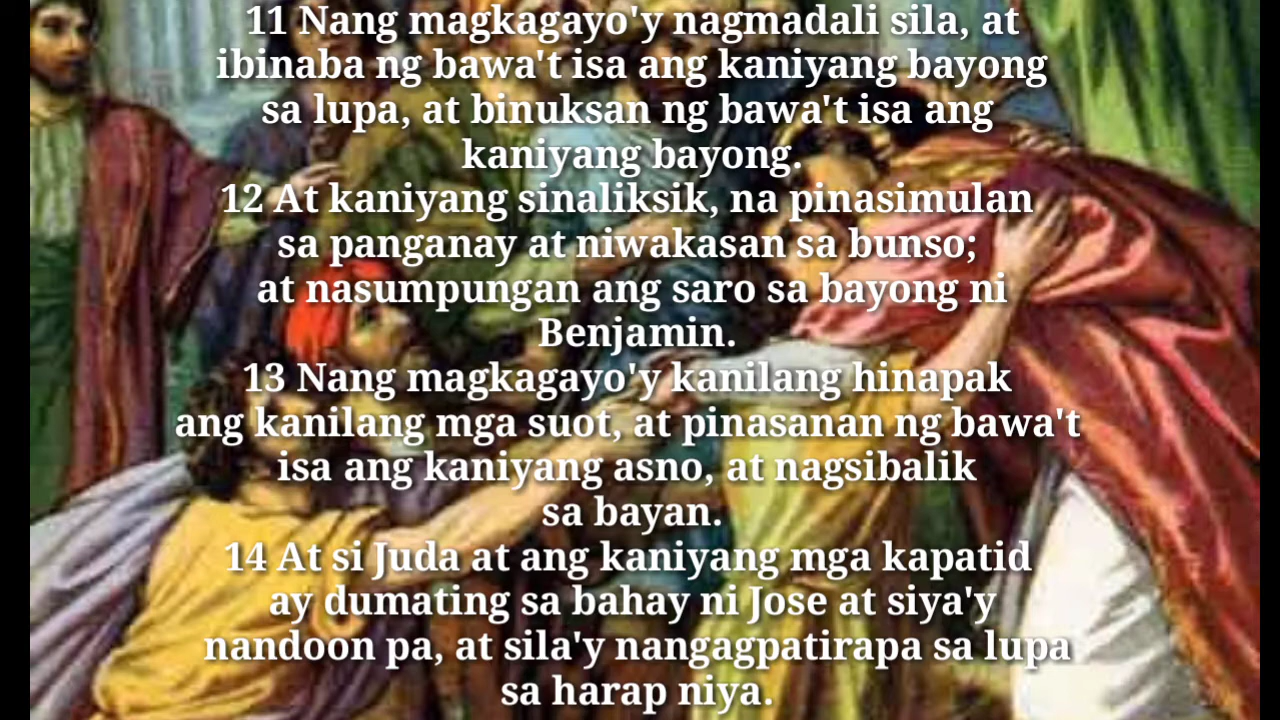 11 Nang magkagayo'y nagmadali sila, at
ibinaba ng bawa't isa ang kaniyang bayong
sa lupa, at binuksan ng bawa't isa ang
kaniyang bayong.
12 At kaniyang sinaliksik, na pinasimulan
sa panganay at niwakasan sa bunso;
at nasumpungan ang saro sa bayong ni
Benjamin.
13 Nang magkagayo'y kanilang hinapak
ang kanilang mga suot, at pinasanan ng bawa't
isa ang kaniyang asno, at nagsibalik
sa bayan.
14 At si Juda at ang kaniyang mga kapatid
ay dumating sa bahay ni Jose at siya'y
nandoon pa, at sila'y nangagpatirapa sa lupa
sa harap niya.